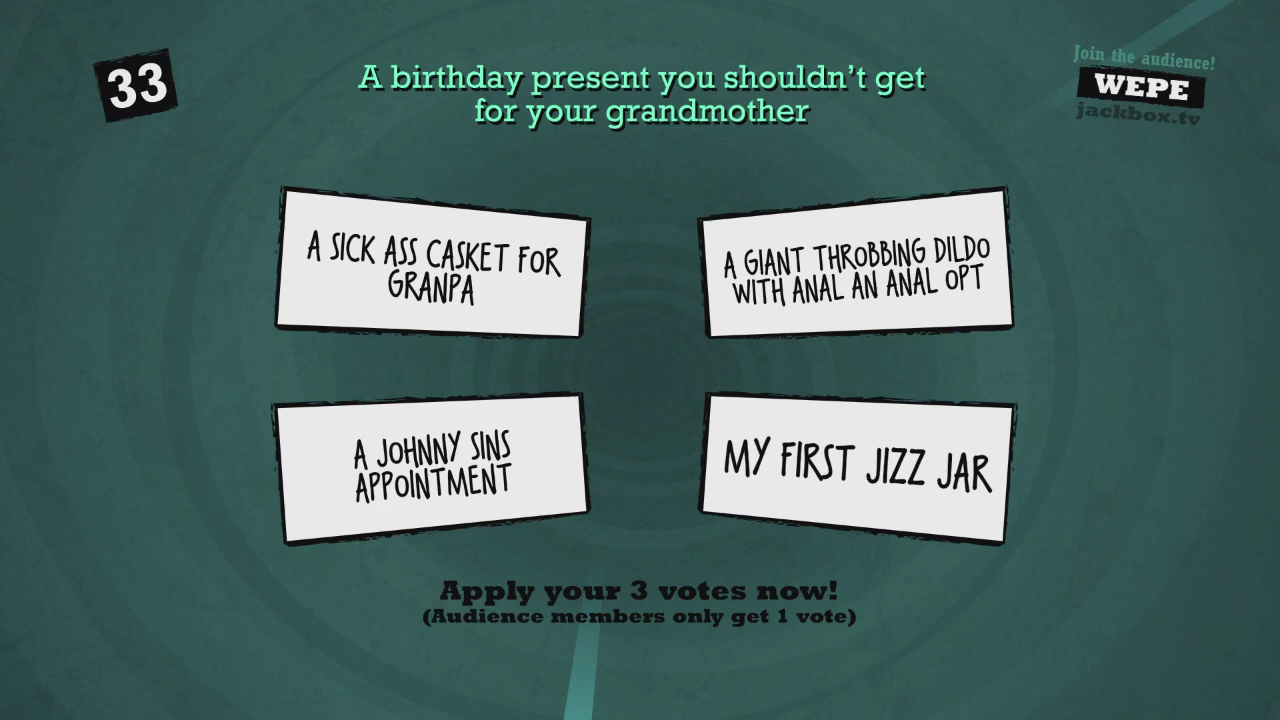 33
A birthday present you shouldn't get
for your grandmother
Join the audience!
WEPE
jackbox.tv
A SICK ASS CASKET FOR
GRANPA
A GIANT THROBBING DILDO
WITH ANAL AN ANAL OPT
A JOHNNY SINS
APPOINTMENT
MY FIRST JIZZ JAR
Apply your 3 votes now!
(Audience members only get 1 vote)